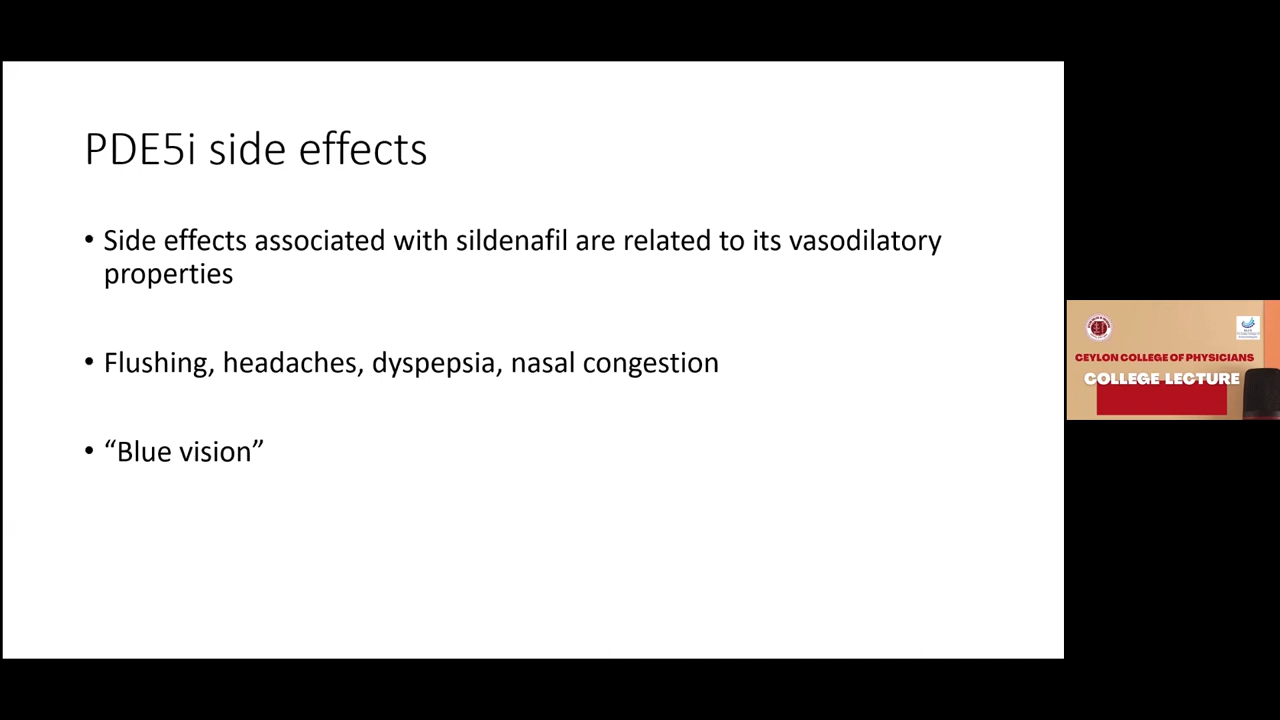 PDE5i side effects
• Side effects associated with sildenafil are related to its vasodilatory
properties
• Flushing, headaches, dyspepsia, nasal congestion
• “Blue vision”
CEYLON COLLEGE OF PHYSICIANS
COLLEGE LECTURE